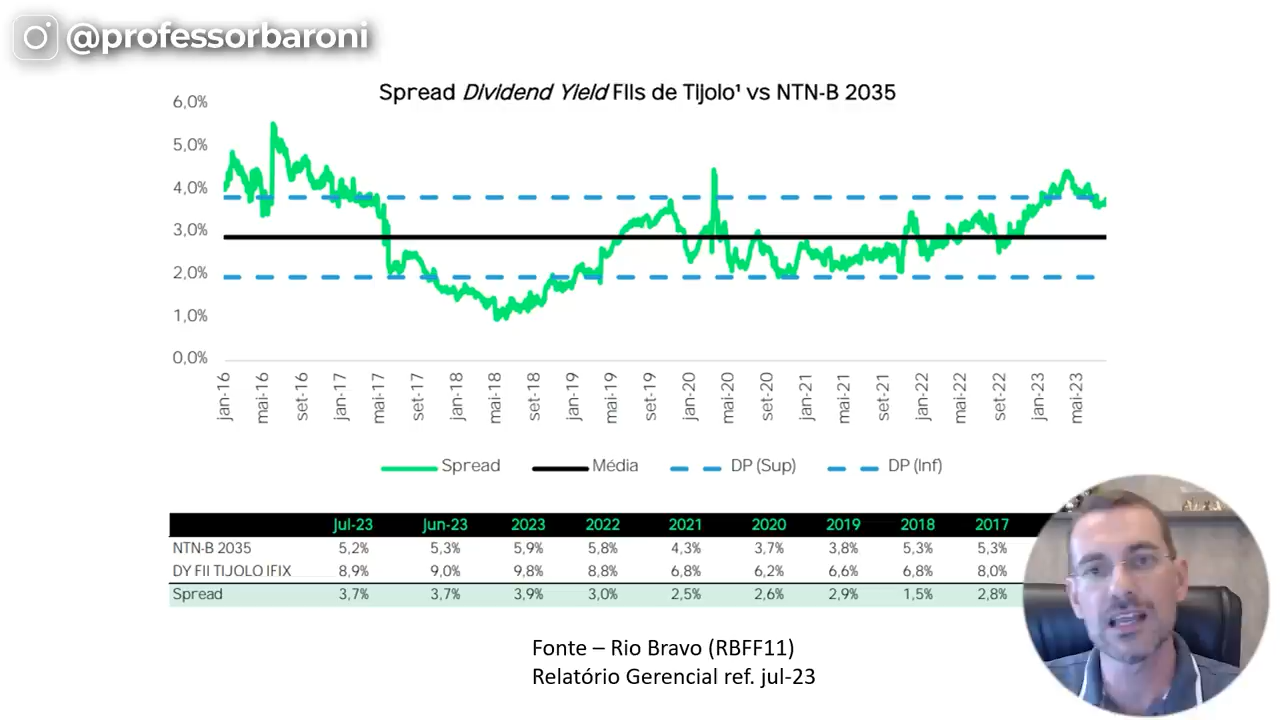 @professorbaroni
Spread Dividend Yield FIIs de Tijolo¹ vs NTN-B 2035
6,0%
5,0%
4,0%
3,0%
2,0%
1,0%
0,0%
jan-16 mai-16 set-16 jan-17 mai-17 set-17 jan-18 mai-18 set-18 jan-19 mai-19 set-19 jan-20 mai-20 set-20 jan-21 mai-21 set-21 jan-22 mai-22 set-22 jan-23 mai-23
Spread Média DP (Sup) DP (Inf)
Jul-23 Jun-23 2023 2022 2021 2020 2019 2018 2017
NTN-B 2035 5,2% 5,3% 5,9% 5,8% 4,3% 3,7% 3,8% 5,3% 5,3%
DY FII TIJOLO IFIX 8,9% 9,0% 9,8% 8,8% 6,8% 6,2% 6,6% 6,8% 8,0%
Spread 3,7% 3,7% 3,9% 3,0% 2,5% 2,6% 2,9% 1,5% 2,8%
Fonte – Rio Bravo (RBFF11)
Relatório Gerencial ref. jul-23